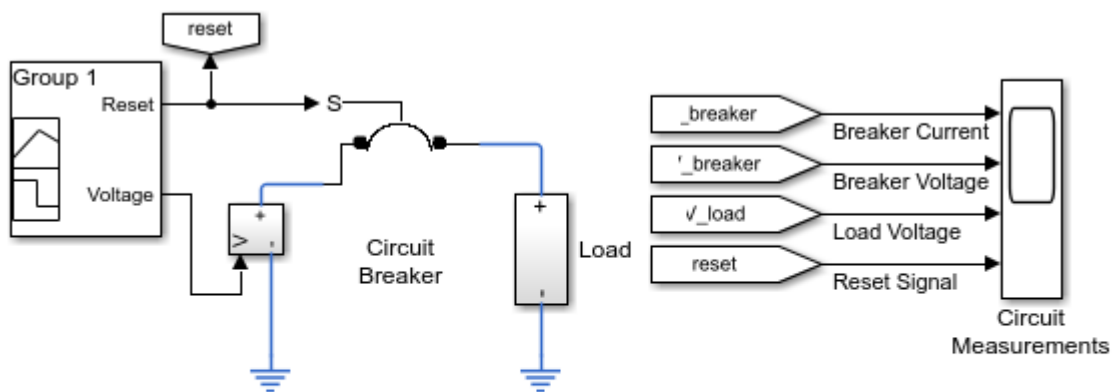 reset
Group 1
Reset
S
Voltage
+
-
V
Circuit
Breaker
+
-
Load
_breaker
Breaker Current
'_breaker
Breaker Voltage
V_load
Load Voltage
reset
Reset Signal
Circuit
Measurements